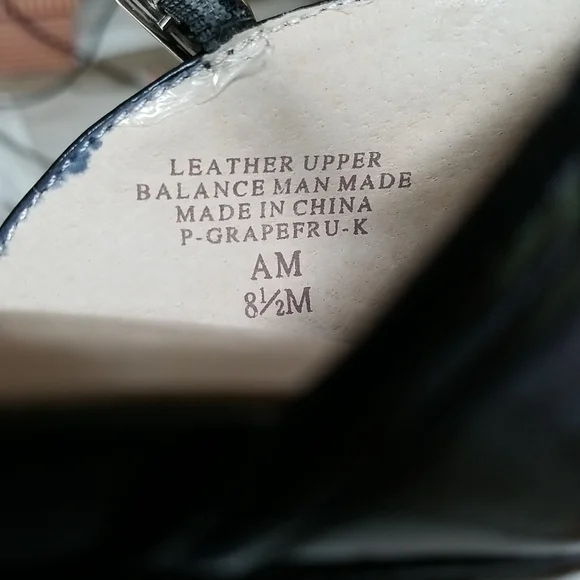 LEATHER UPPER
BALANCE MAN MADE
MADE IN CHINA
P-GRAPEFRU-K
AM
8½M